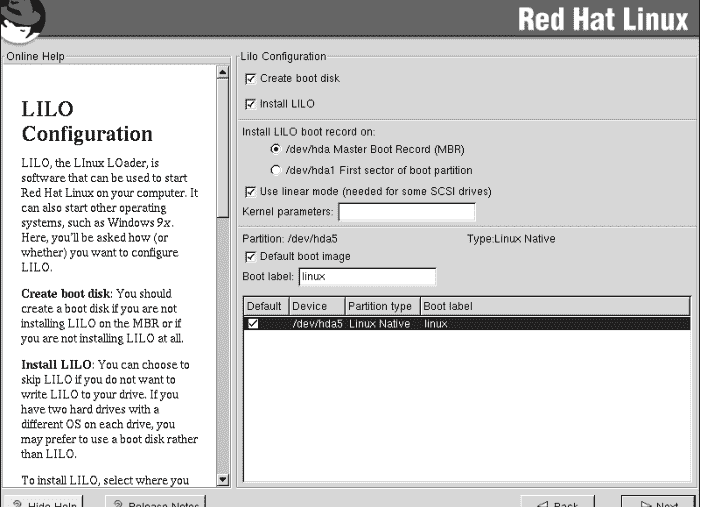 Red Hat Linux
Online Help
LILO
Configuration
LILO, the LInux LOader, is
software that can be used to start
Red Hat Linux on your computer. It
can also start other operating
systems, such as Windows 9x.
Here, you'll be asked how (or
whether) you want to configure
LILO.
Create boot disk: You should
create a boot disk if you are not
installing LILO on the MBR or if
you are not installing LILO at all.
Install LILO: You can choose to
skip LILO if you do not want to
write LILO to your drive. If you
have two hard drives with a
different OS on each drive, you
may prefer to use a boot disk rather
than LILO.
To install LILO, select where you
Lilo Configuration
Create boot disk
Install LILO
Install LILO boot record on:
/dev/hda Master Boot Record (MBR)
/dev/hda1 First sector of boot partition
Use linear mode (needed for some SCSI drives)
Kernel parameters:
Partition: /dev/hda5 Type:Linux Native
Default boot image
Boot label: linux
Default Device Partition type Boot label
/dev/hda5 Linux Native linux
Hide Help Release Notes Back Next